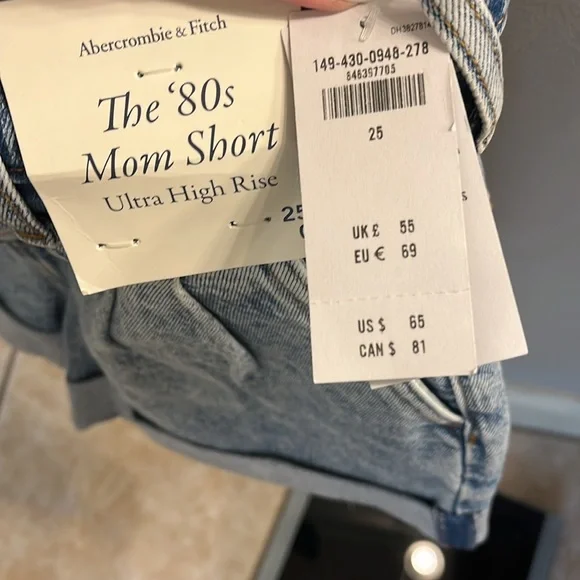 Abercrombie & Fitch
The ‘80s
Mom Short
Ultra High Rise
25
149-430-0948-278
646397705
25
UK £ 55
EU € 69
US $ 65
CAN $ 81
s